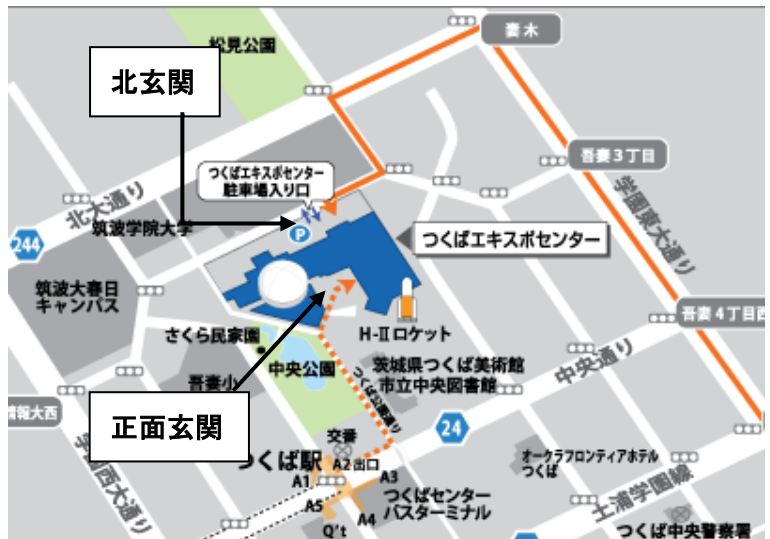 妻木
松見公園
北玄関
吾妻3丁目
つくばエキスポセンター
駐車場入り口
北大通り
学園東大通り
筑波学院大学
P
つくばエキスポセンター
244
筑波大春日
キャンパス
吾妻4丁目西
H-Ⅱロケット
さくら民家園
中央公園
茨城県つくば美術館
市立中央図書館
中央通り
つくば公園通り
吾妻小
情報大西
正面玄関
24
交番
つくば駅
A2出口
A1
A3
オークラフロンティアホテル
つくば
学園西大通り
つくばセンター
バスターミナル
A5
A4
土浦学園線
Q't
つくば中央警察署